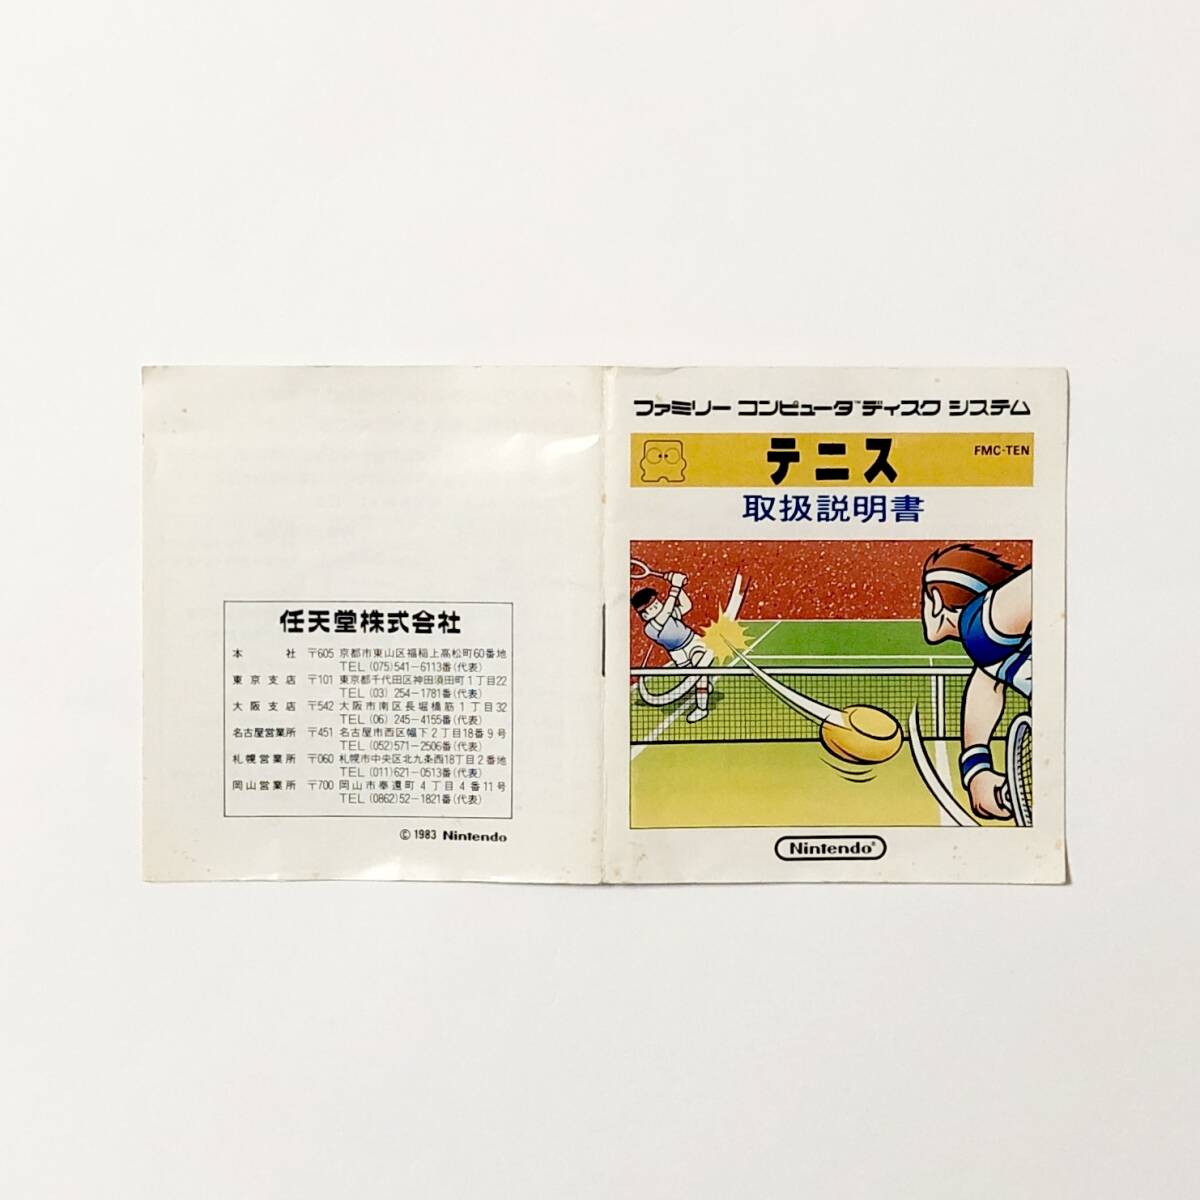 任天堂株式会社
本社 〒605 京都市東山区福稲上高松町60番地
TEL (075)541-6113番(代表)
東京支店 〒101 東京都千代田区神田須田町1丁目22
TEL (03) 254-1781番(代表)
大阪支店 〒542 大阪市南区長堀橋筋1丁目32
TEL (06) 245-4155番(代表)
名古屋営業所 〒451 名古屋市西区幅下2丁目18番9号
TEL (052)571-2506番(代表)
札幌営業所 〒060 札幌市中央区北九条西18丁目2番地
TEL (011)621-0513番(代表)
岡山営業所 〒700 岡山市奉還町4丁目4番11号
TEL (0862)52-1821番(代表)
© 1983 Nintendo
ファミリー コンピュータ™ ディスク システム
テニス
FMC-TEN
取扱説明書
Nintendo®